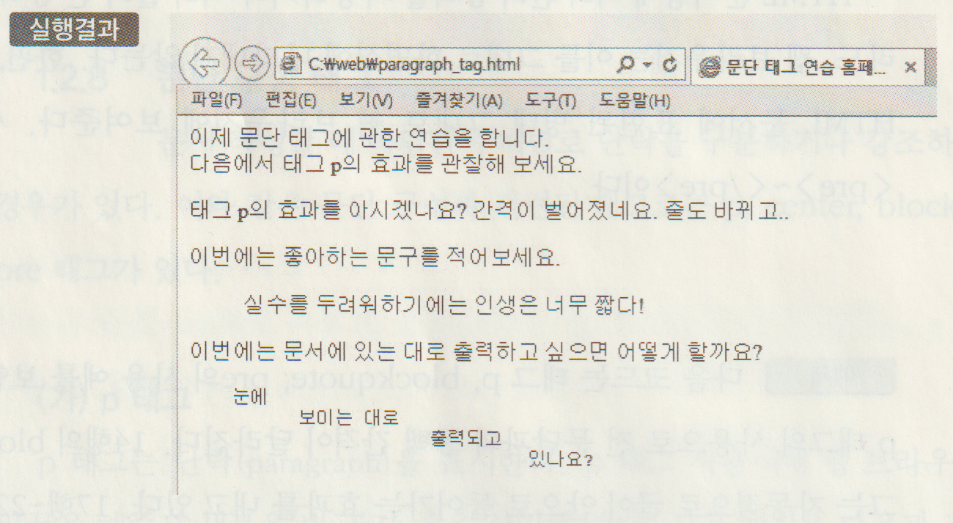 실행결과
C:₩web₩paragraph_tag.html
문단 태그 연습 홈페...
파일(F) 편집(E) 보기(V) 즐겨찾기(A) 도구(T) 도움말(H)
이제 문단 태그에 관한 연습을 합니다.
다음에서 태그 p의 효과를 관찰해 보세요.
태그 p의 효과를 아시겠나요? 간격이 벌어졌네요. 줄도 바뀌고..
이번에는 좋아하는 문구를 적어보세요.
실수를 두려워하기에는 인생은 너무 짧다!
이번에는 문서에 있는 대로 출력하고 싶으면 어떻게 할까요?
눈에
보이는 대로
출력되고
있나요?